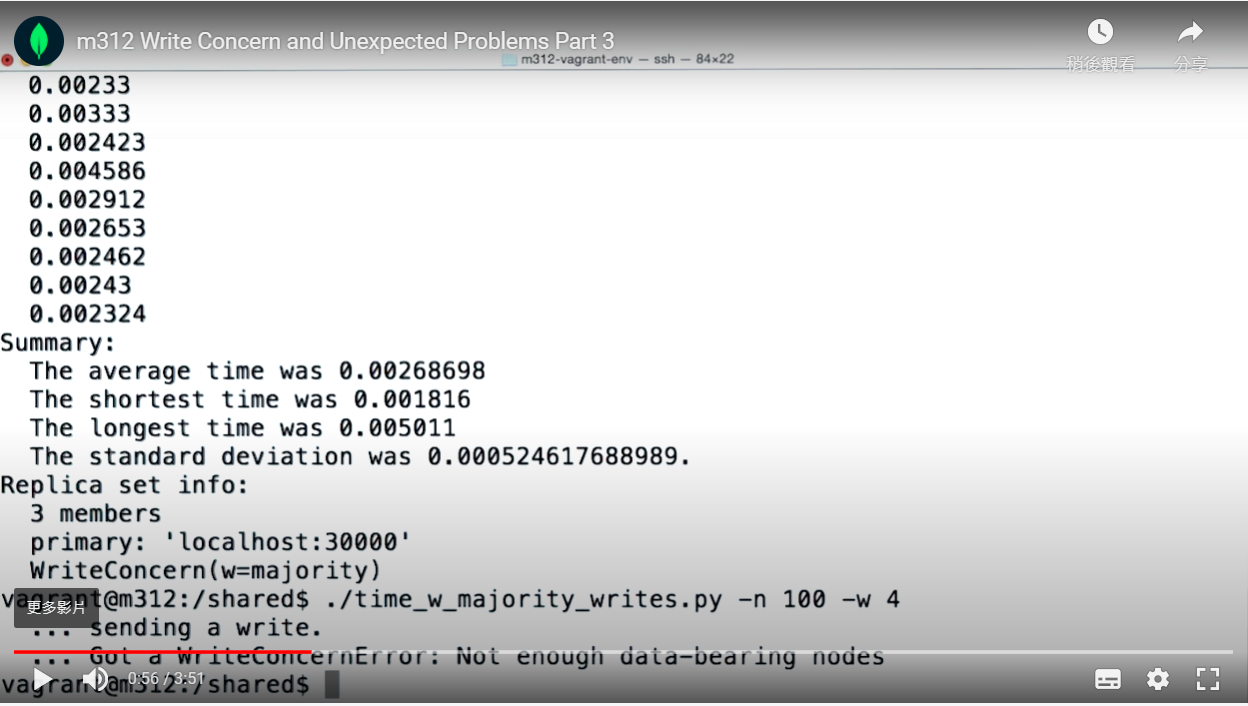 m312 Write Concern and Unexpected Problems Part 3
m312-vagrant-env — ssh — 84×22
稍後觀看
分享
0.00233
0.00333
0.002423
0.004586
0.002912
0.002653
0.002462
0.00243
0.002324
Summary:
The average time was 0.00268698
The shortest time was 0.001816
The longest time was 0.005011
The standard deviation was 0.000524617688989.
Replica set info:
3 members
primary: 'localhost:30000'
WriteConcern(w=majority)
vagrant@m312:/shared$ ./time_w_majority_writes.py -n 100 -w 4
更多影片
... sending a write.
... Got a WriteConcernError: Not enough data-bearing nodes
vagrant@m312:/shared$
0:56 / 3:51